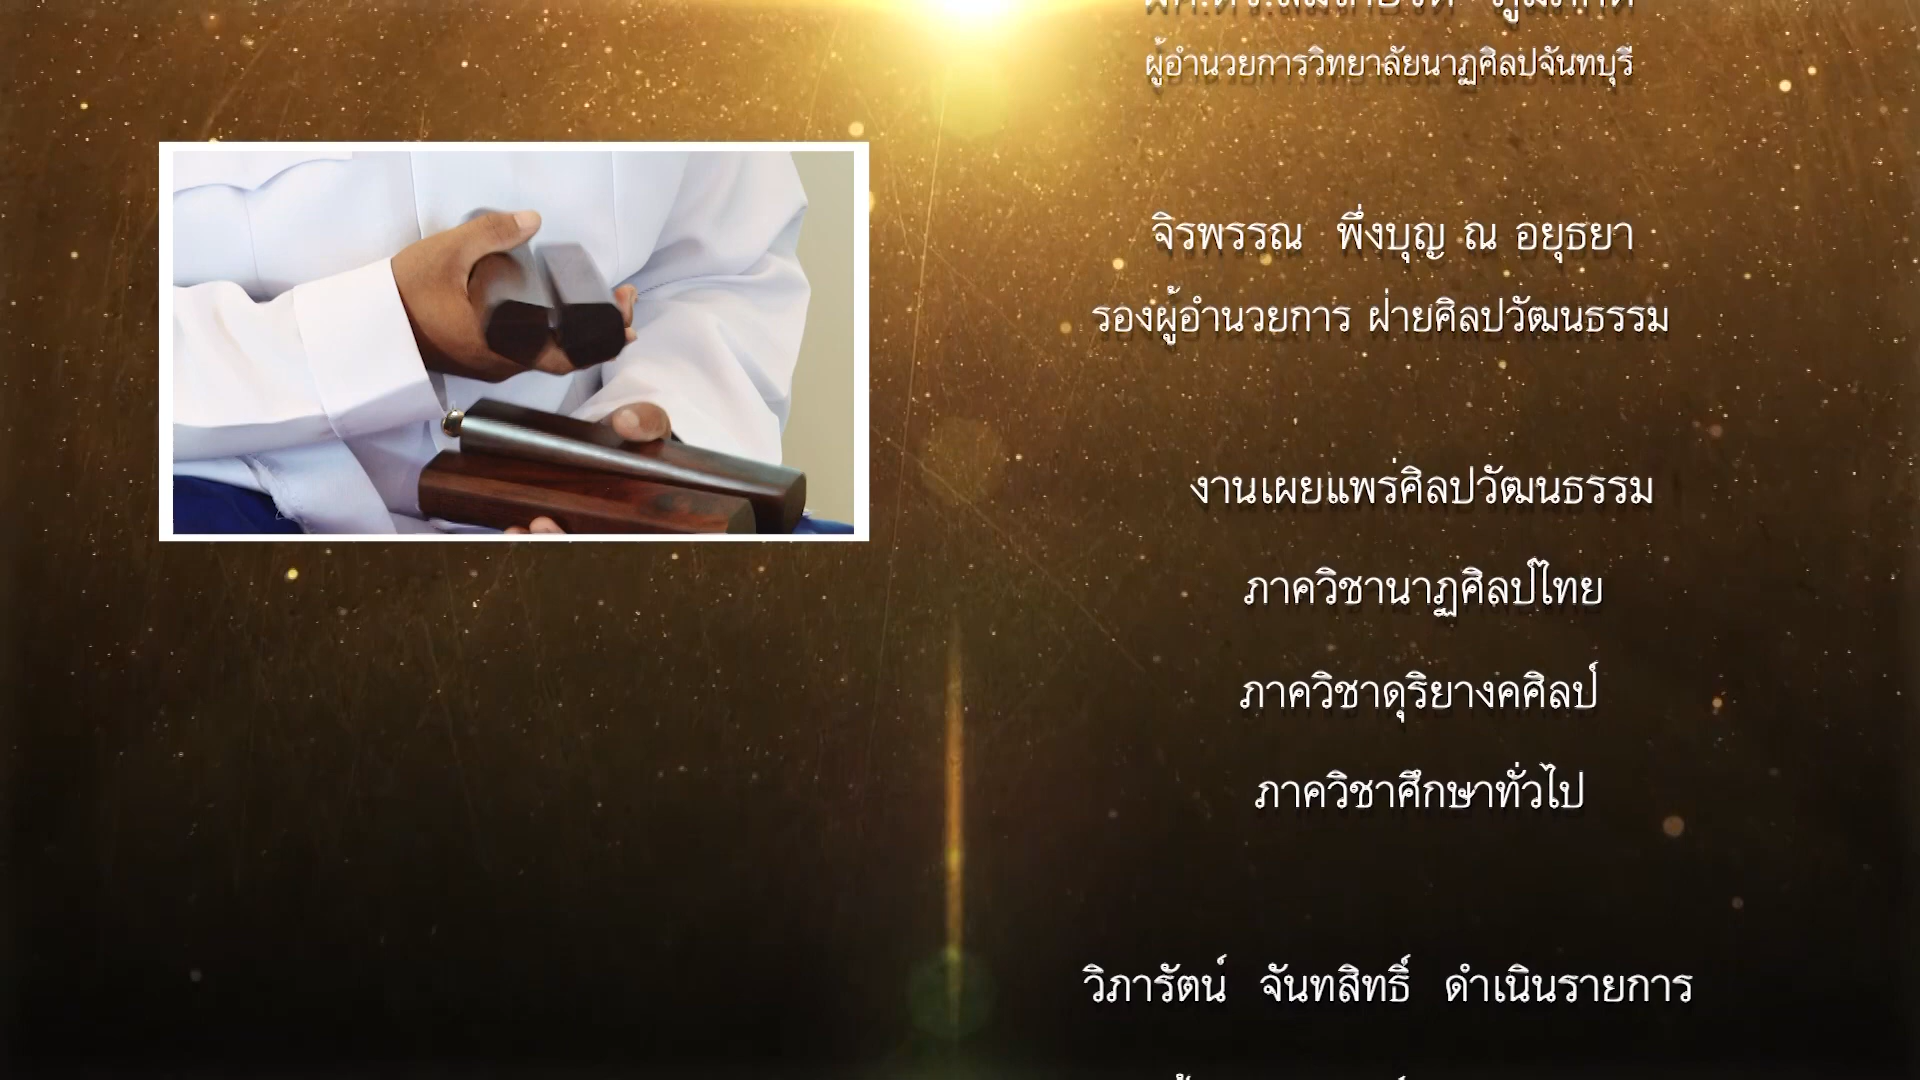 ผู้อำนวยการวิทยาลัยนาฏศิลปจันทบุรี
จิรพรรณ พึ่งบุญ ณ อยุธยา
รองผู้อำนวยการ ฝ่ายศิลปวัฒนธรรม
งานเผยแพร่ศิลปวัฒนธรรม
ภาควิชานาฏศิลป์ไทย
ภาควิชาดุริยางคศิลป์
ภาควิชาศึกษาทั่วไป
วิภารัตน์ จันทสิทธิ์ ดำเนินรายการ